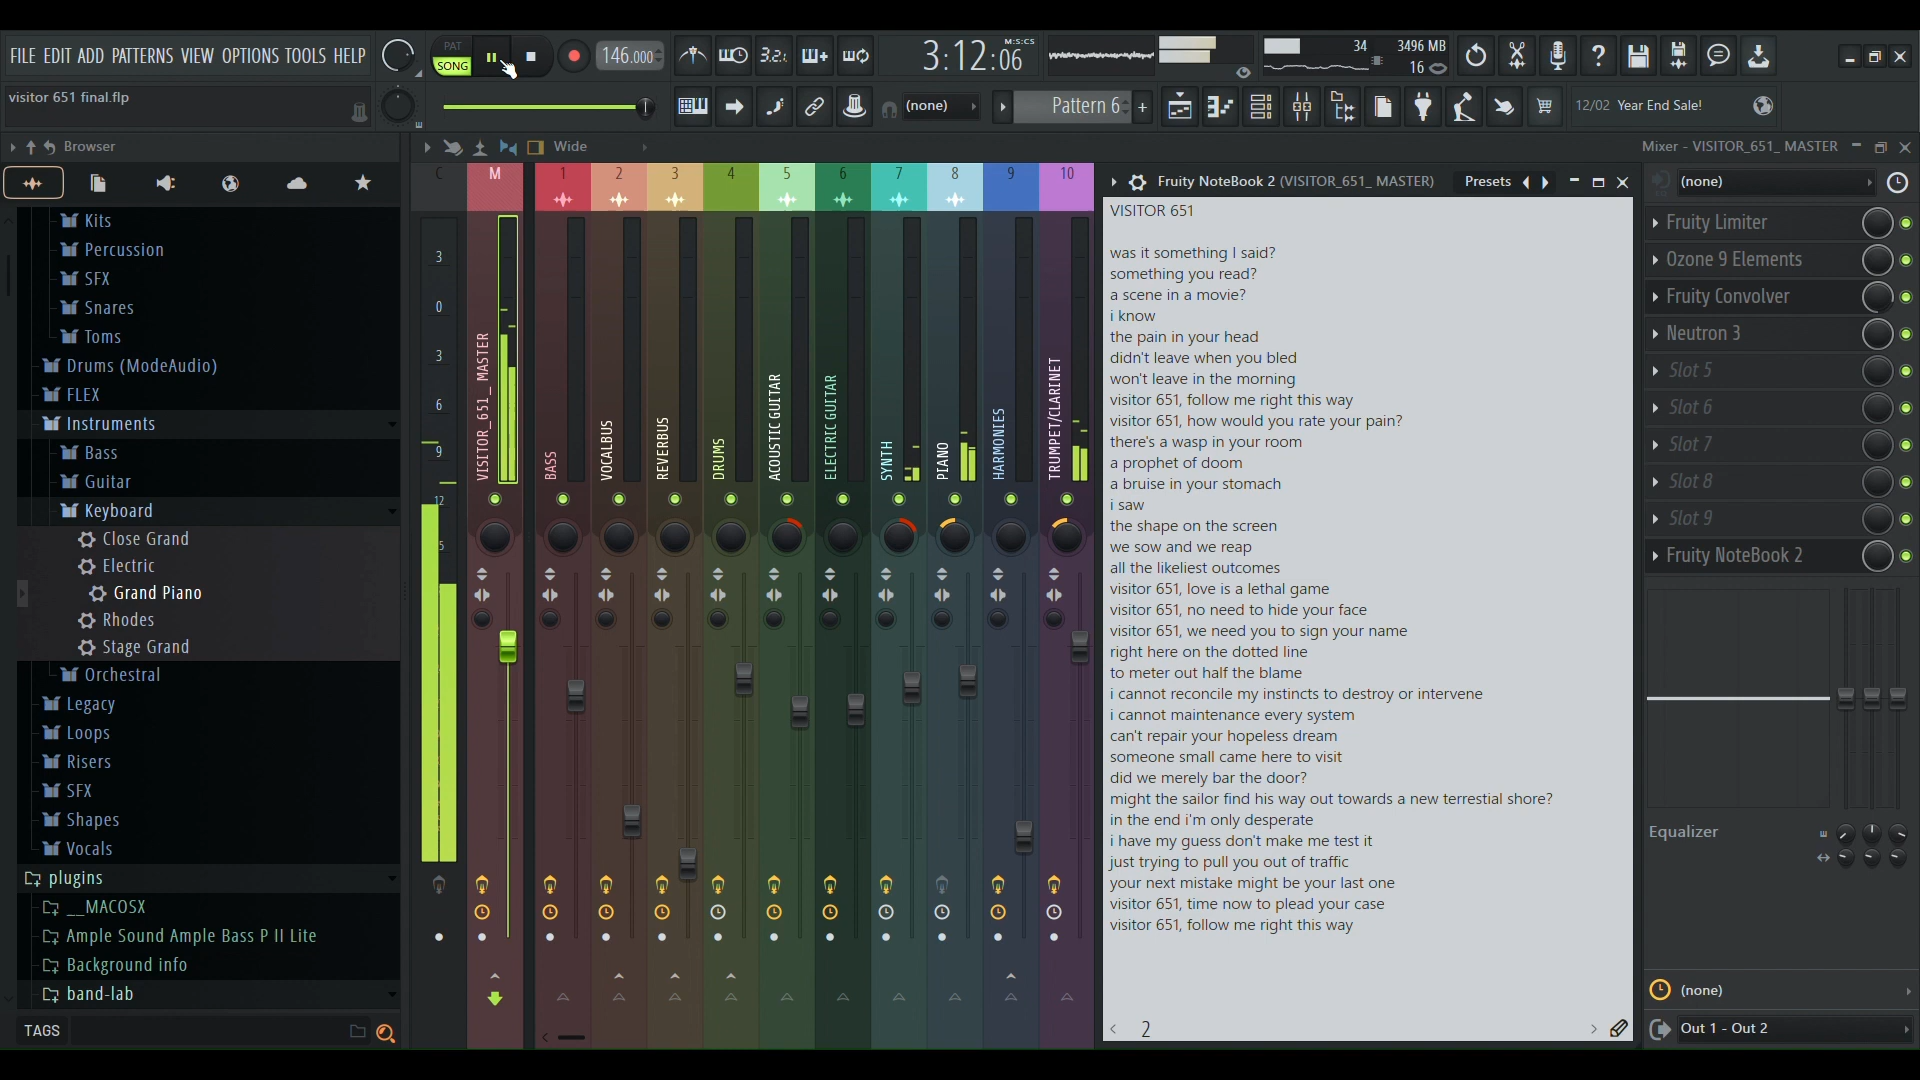 FILE EDIT ADD PATTERNS VIEW OPTIONS TOOLS HELP
PAT
SONG
146.000
3.2.
3:12:06
M:S:CS
34
3496 MB
16
visitor 651 final.flp
(none)
Pattern 6
+
12/02 Year End Sale!
Browser
Wide
Mixer - VISITOR_651_ MASTER
Kits
Percussion
SFX
Snares
Toms
Drums (ModeAudio)
FLEX
Instruments
Bass
Guitar
Keyboard
Close Grand
Electric
Grand Piano
Rhodes
Stage Grand
Orchestral
Legacy
Loops
Risers
SFX
Shapes
Vocals
plugins
__MACOSX
Ample Sound Ample Bass P II Lite
Background info
band-lab
TAGS
C M 1 2 3 4 5 6 7 8 9 10
3
0
3
6
9
12
5
VISITOR_651_ MASTER
BASS
VOCALBUS
REVERBUS
DRUMS
ACOUSTIC GUITAR
ELECTRIC GUITAR
SYNTH
PIANO
HARMONIES
TRUMPET/CLARINET
Fruity NoteBook 2 (VISITOR_651_ MASTER)
Presets
VISITOR 651
was it something I said?
something you read?
a scene in a movie?
i know
the pain in your head
didn't leave when you bled
won't leave in the morning
visitor 651, follow me right this way
visitor 651, how would you rate your pain?
there's a wasp in your room
a prophet of doom
a bruise in your stomach
i saw
the shape on the screen
we sow and we reap
all the likeliest outcomes
visitor 651, love is a lethal game
visitor 651, no need to hide your face
visitor 651, we need you to sign your name
right here on the dotted line
to meter out half the blame
i cannot reconcile my instincts to destroy or intervene
i cannot maintenance every system
can't repair your hopeless dream
someone small came here to visit
did we merely bar the door?
might the sailor find his way out towards a new terrestial shore?
in the end i'm only desperate
i have my guess don't make me test it
just trying to pull you out of traffic
your next mistake might be your last one
visitor 651, time now to plead your case
visitor 651, follow me right this way
2
(none)
Fruity Limiter
Ozone 9 Elements
Fruity Convolver
Neutron 3
Slot 5
Slot 6
Slot 7
Slot 8
Slot 9
Fruity NoteBook 2
Equalizer
(none)
Out 1 - Out 2